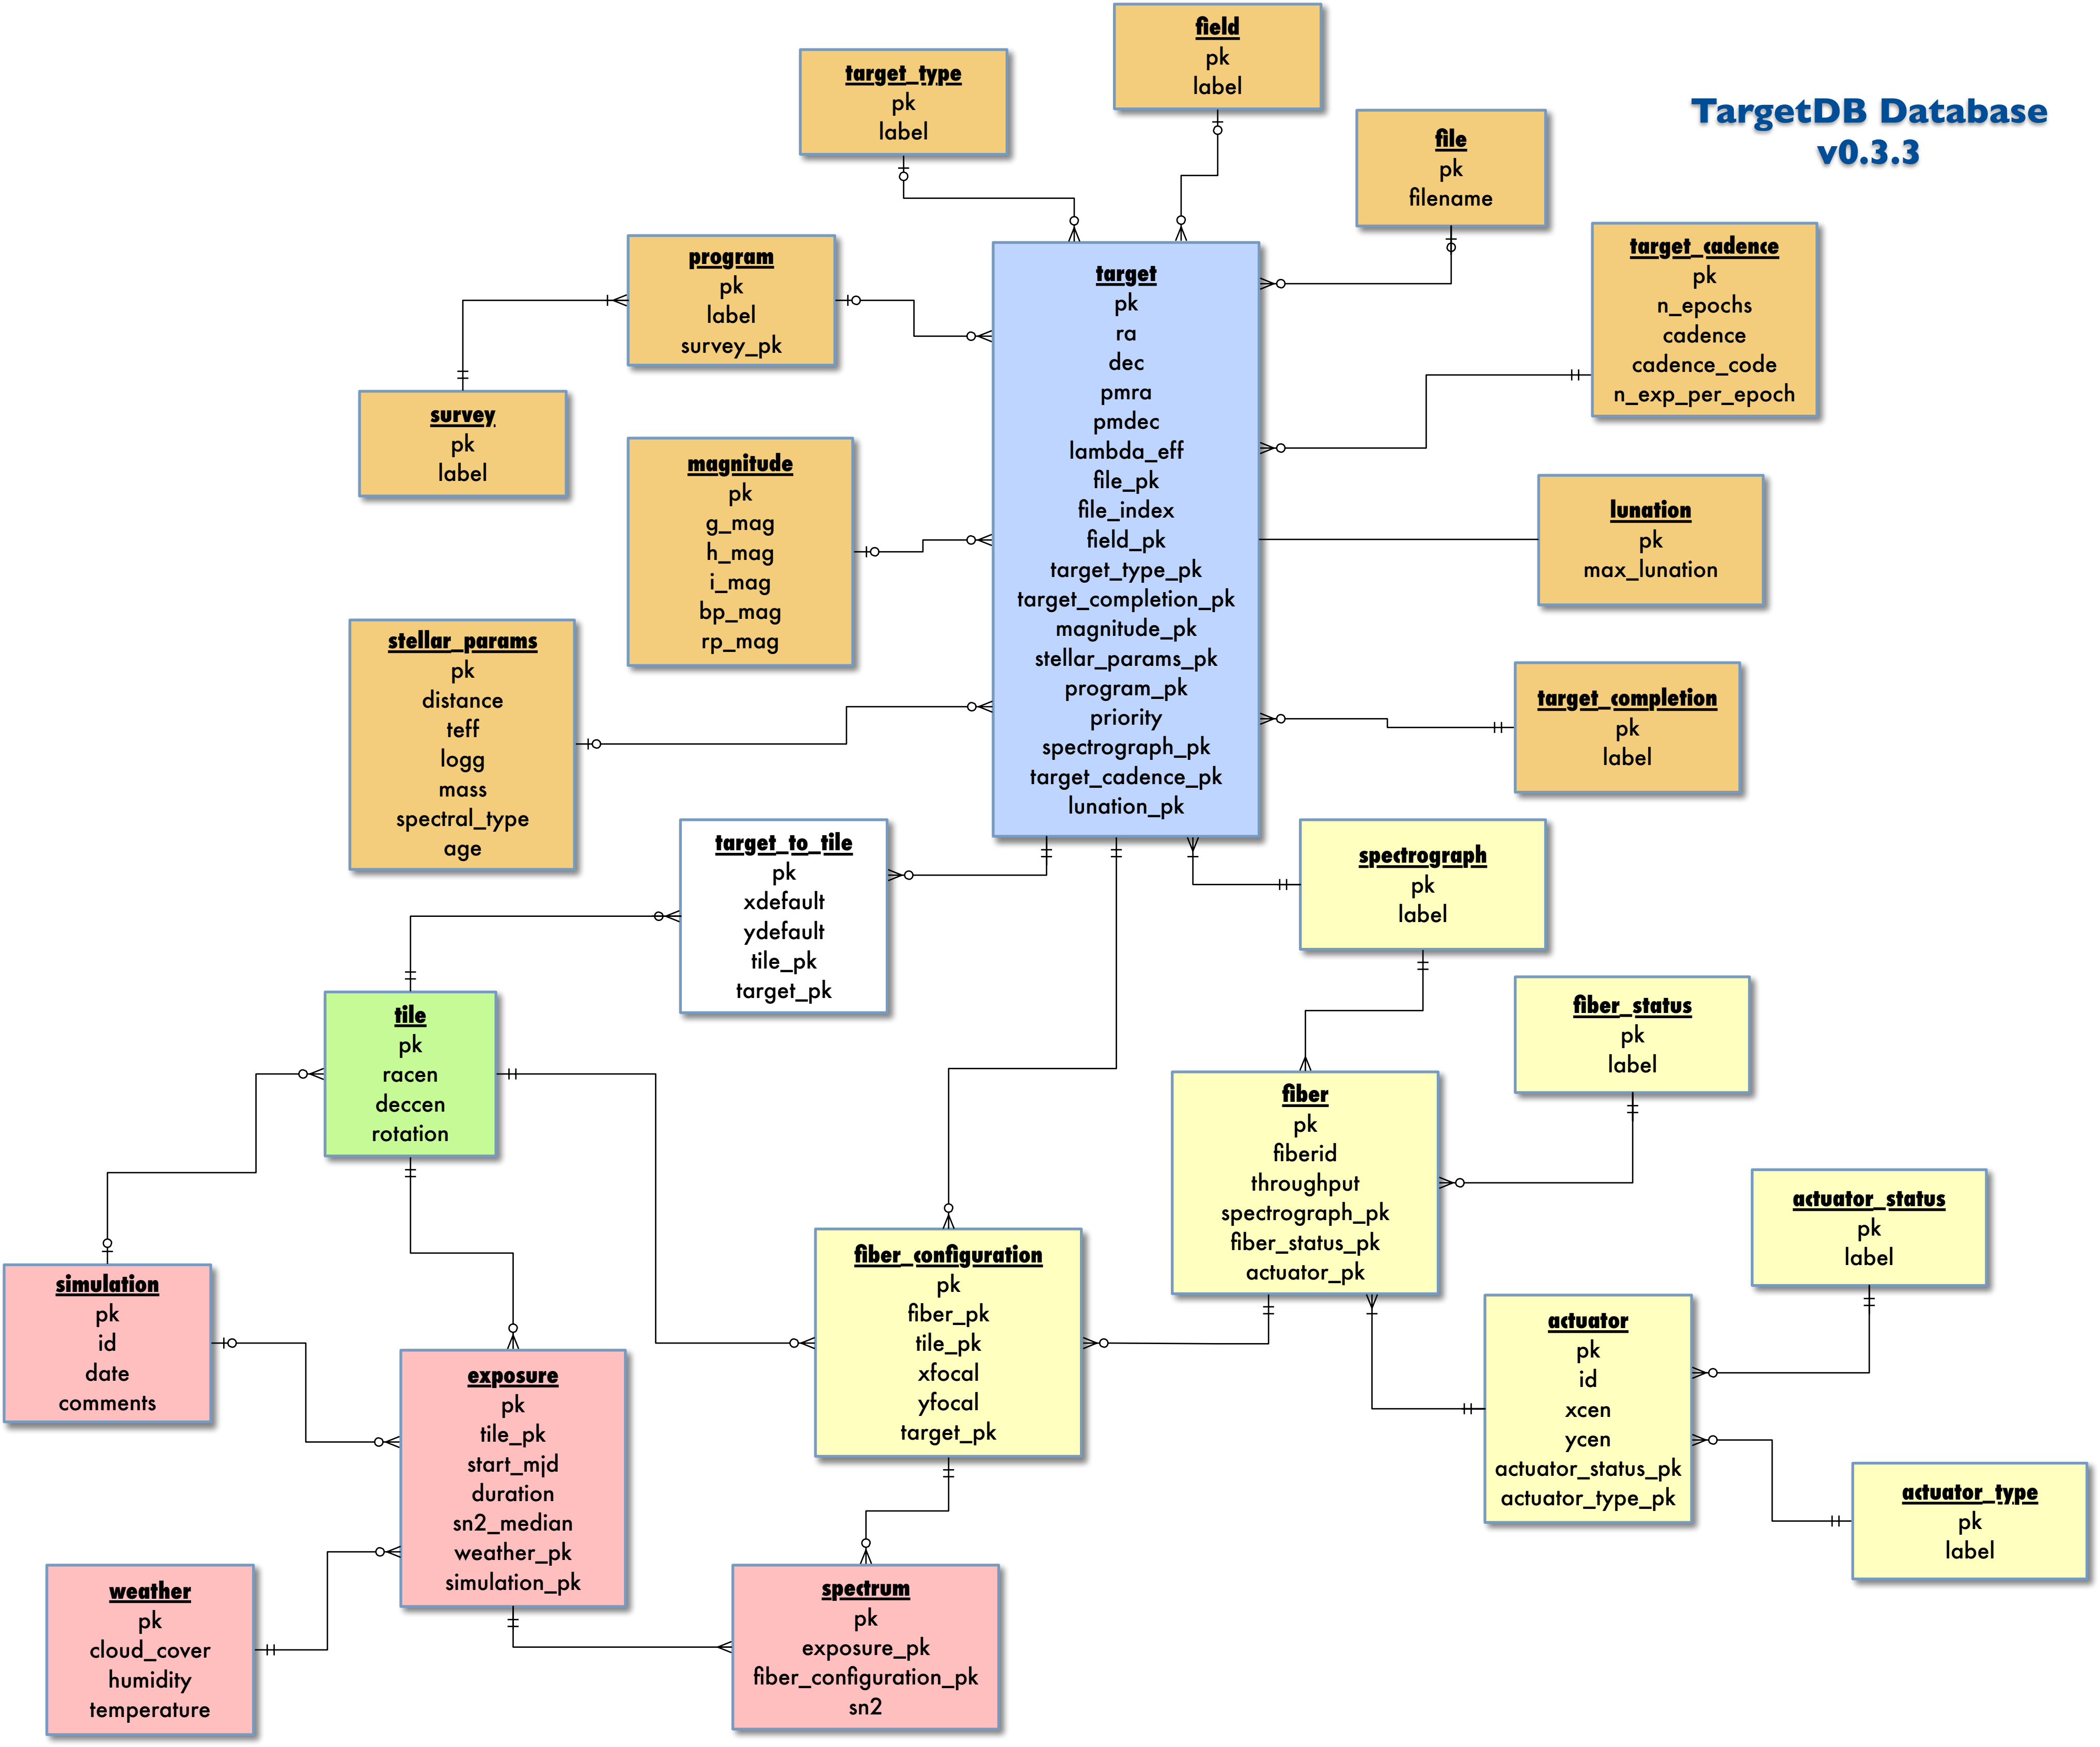 field
pk
label
target_type
pk
label
TargetDB Database
v0.3.3
file
pk
filename
program
pk
label
survey_pk
target
pk
ra
dec
pmra
pmdec
lambda_eff
file_pk
file_index
field_pk
target_type_pk
target_completion_pk
magnitude_pk
stellar_params_pk
program_pk
priority
spectrograph_pk
target_cadence_pk
lunation_pk
target_cadence
pk
n_epochs
cadence
cadence_code
n_exp_per_epoch
survey
pk
label
magnitude
pk
g_mag
h_mag
i_mag
bp_mag
rp_mag
lunation
pk
max_lunation
stellar_params
pk
distance
teff
logg
mass
spectral_type
age
target_completion
pk
label
target_to_tile
pk
xdefault
ydefault
tile_pk
target_pk
spectrograph
pk
label
tile
pk
racen
deccen
rotation
fiber_status
pk
label
fiber
pk
fiberid
throughput
spectrograph_pk
fiber_status_pk
actuator_pk
actuator_status
pk
label
simulation
pk
id
date
comments
fiber_configuration
pk
fiber_pk
tile_pk
xfocal
yfocal
target_pk
actuator
pk
id
xcen
ycen
actuator_status_pk
actuator_type_pk
exposure
pk
tile_pk
start_mjd
duration
sn2_median
weather_pk
simulation_pk
actuator_type
pk
label
weather
pk
cloud_cover
humidity
temperature
spectrum
pk
exposure_pk
fiber_configuration_pk
sn2